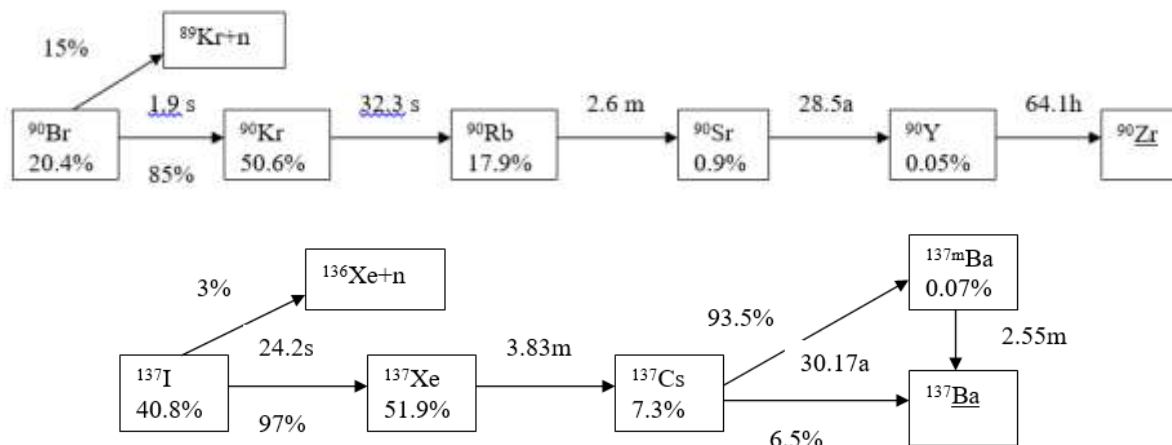 15%
⁸⁹Kr+n
1.9 s
32.3 s
2.6 m
28.5a
64.1h
⁹⁰Br
20.4%
⁹⁰Kr
50.6%
⁹⁰Rb
17.9%
⁹⁰Sr
0.9%
⁹⁰Y
0.05%
⁹⁰Zr
85%
3%
¹³⁶Xe+n
¹³⁷ᵐBa
0.07%
93.5%
24.2s
3.83m
30.17a
2.55m
¹³⁷I
40.8%
¹³⁷Xe
51.9%
¹³⁷Cs
7.3%
¹³⁷Ba
97%
6.5%